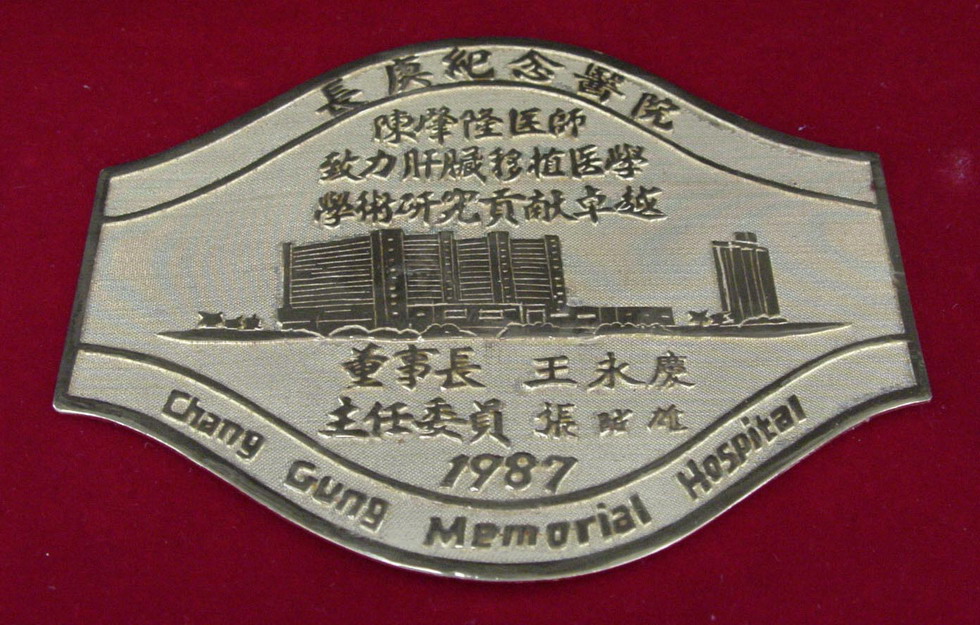 長庚紀念醫院
陳肇隆医師
致力肝臟移植医學
學術研究貢献卓越
董事長 王永慶
主任委員 張昭雄
1987
Chang Gung Memorial Hospital